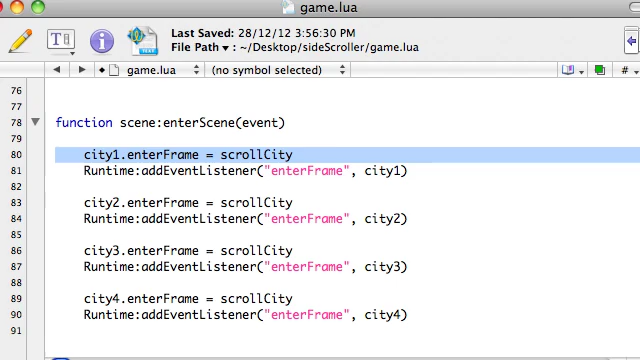 game.lua
Last Saved: 28/12/12 3:56:30 PM
File Path ▾ : ~/Desktop/sideScroller/game.lua
game.lua
(no symbol selected)
#
76
77
78 function scene:enterScene(event)
79
80 city1.enterFrame = scrollCity
81 Runtime:addEventListener("enterFrame", city1)
82
83 city2.enterFrame = scrollCity
84 Runtime:addEventListener("enterFrame", city2)
85
86 city3.enterFrame = scrollCity
87 Runtime:addEventListener("enterFrame", city3)
88
89 city4.enterFrame = scrollCity
90 Runtime:addEventListener("enterFrame", city4)
91